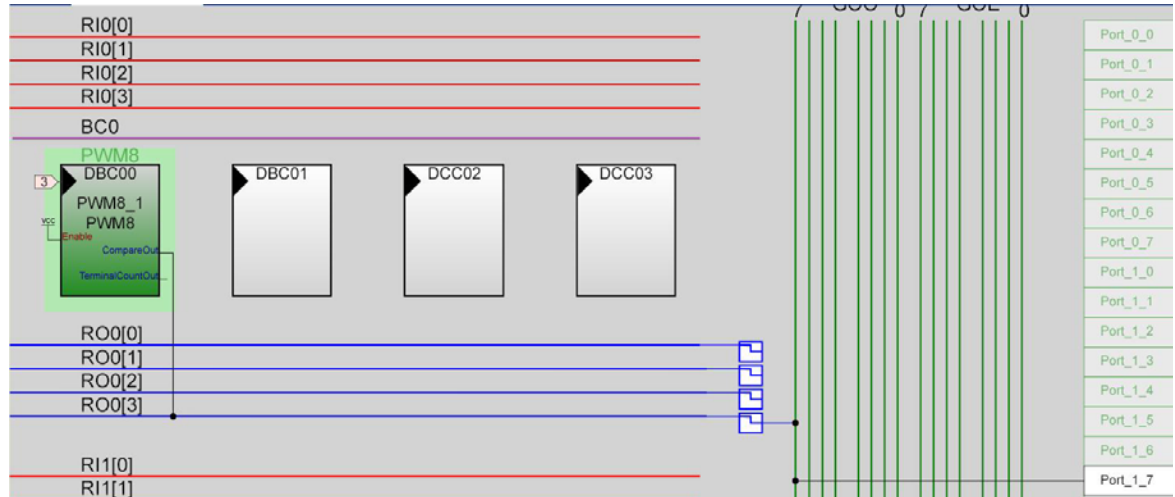 RI0[0]
RI0[1]
RI0[2]
RI0[3]
BC0
PWM8
DBC00
PWM8_1
PWM8
3
vcc
Enable
CompareOut
TerminalCountOut
DBC01
DCC02
DCC03
RO0[0]
RO0[1]
RO0[2]
RO0[3]
RI1[0]
RI1[1]
7 0 7 0
Port_0_0
Port_0_1
Port_0_2
Port_0_3
Port_0_4
Port_0_5
Port_0_6
Port_0_7
Port_1_0
Port_1_1
Port_1_2
Port_1_3
Port_1_4
Port_1_5
Port_1_6
Port_1_7